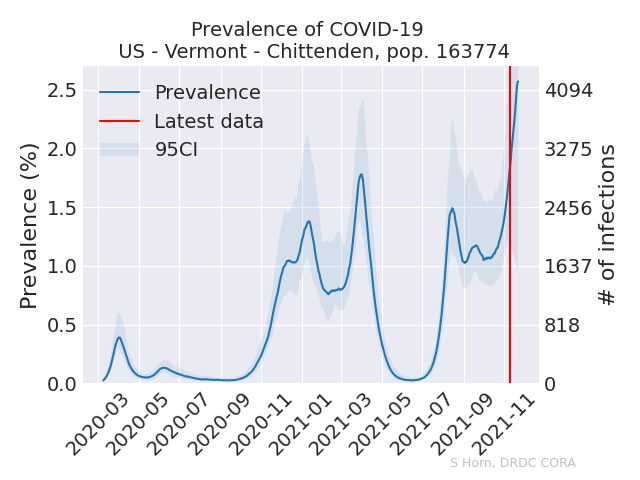 Prevalence of COVID-19
US - Vermont - Chittenden, pop. 163774
Prevalence
Latest data
95CI
Prevalence (%)
2.5
2.0
1.5
1.0
0.5
0.0
4094
3275
2456
1637
818
0
# of infections
2020-03
2020-05
2020-07
2020-09
2020-11
2021-01
2021-03
2021-05
2021-07
2021-09
2021-11
S Horn, DRDC CORA